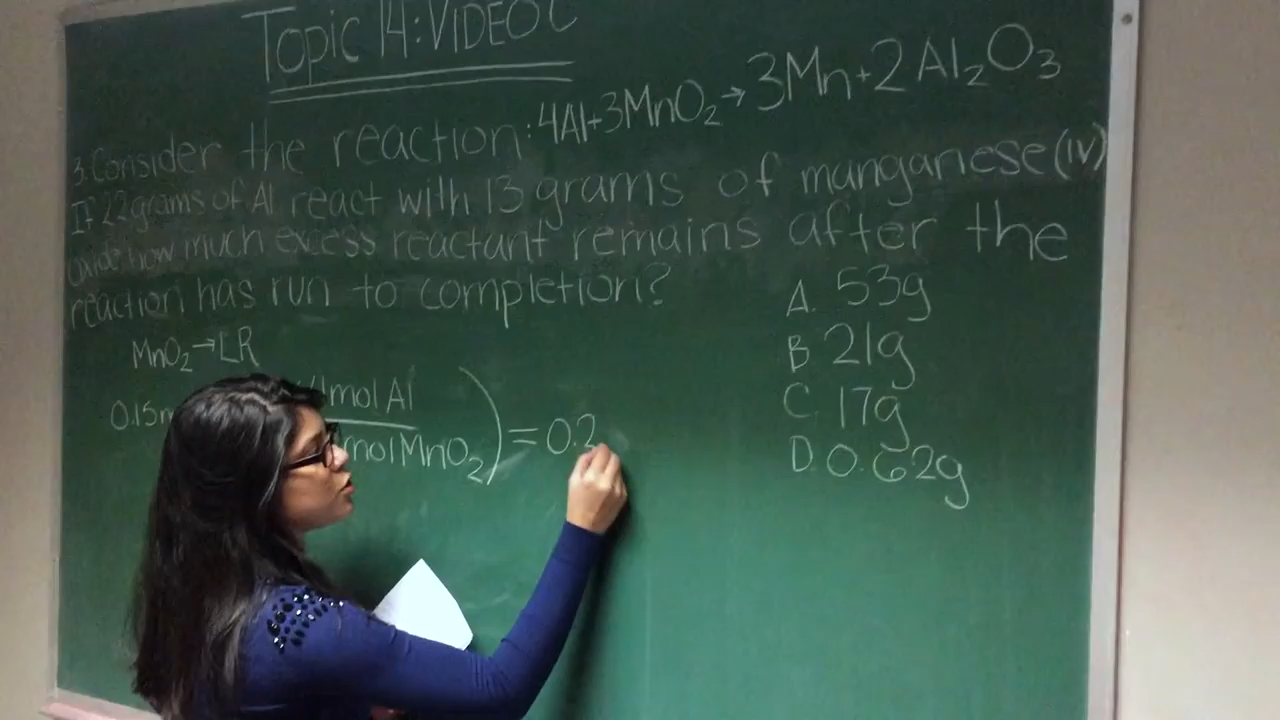 Topic 14: VIDEO C
3. Consider the reaction: 4Al + 3MnO₂ → 3Mn + 2Al₂O₃
If 22 grams of Al react with 13 grams of manganese (IV)
oxide how much excess reactant remains after the
reaction has run to completion?
A. 53g
B 21g
C 17g
D. 0.62g
MnO₂ → LR
0.15m
mol Al
mol MnO₂ ) = 0.2